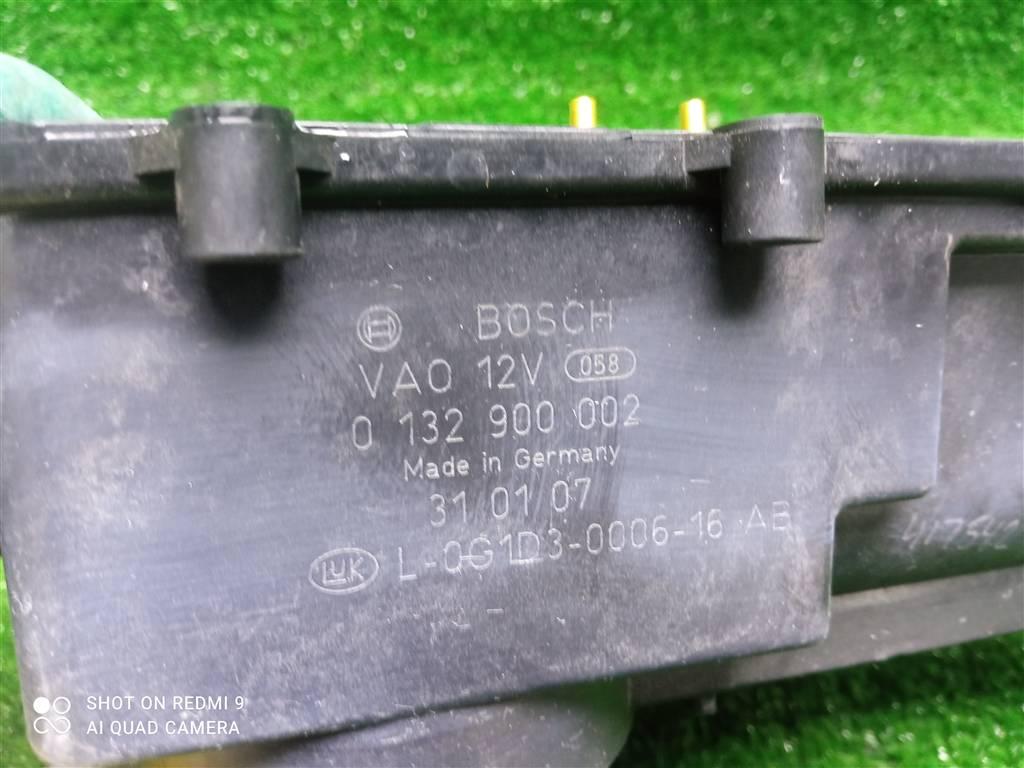 BOSCH
VAO 12V 058
0 132 900 002
Made in Germany
31 01 07
LuK L-0G1D3-0006-16 AB
SHOT ON REDMI 9
AI QUAD CAMERA